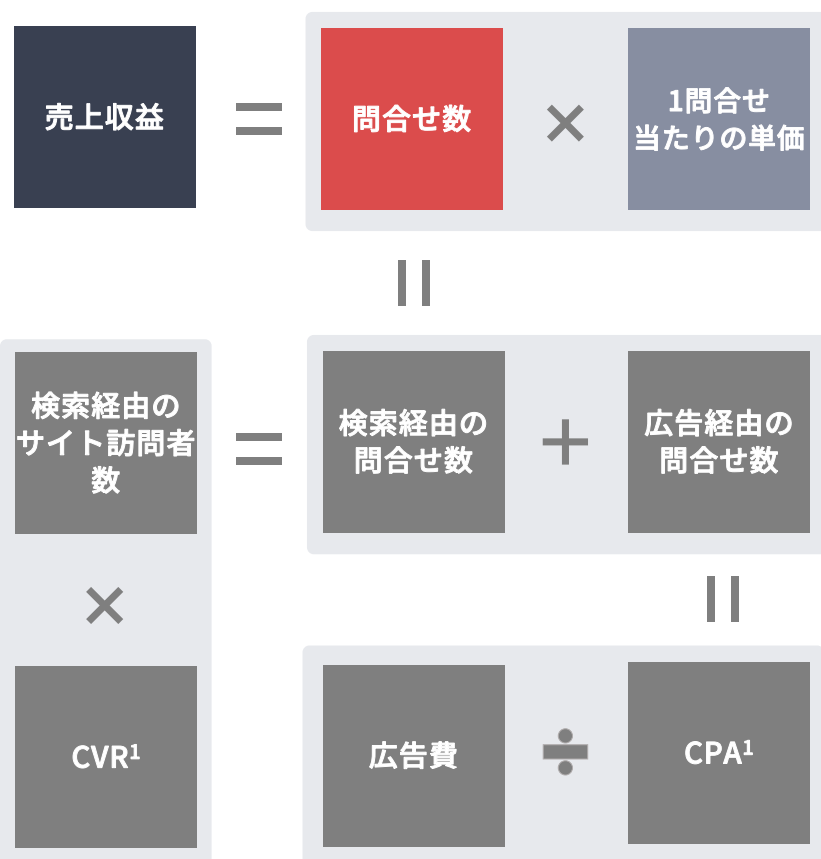 売上収益
=
問合せ数
×
1問合せ
当たりの単価
=
検索経由の
サイト訪問者
数
=
検索経由の
問合せ数
+
広告経由の
問合せ数
×
=
CVR¹
広告費
÷
CPA¹